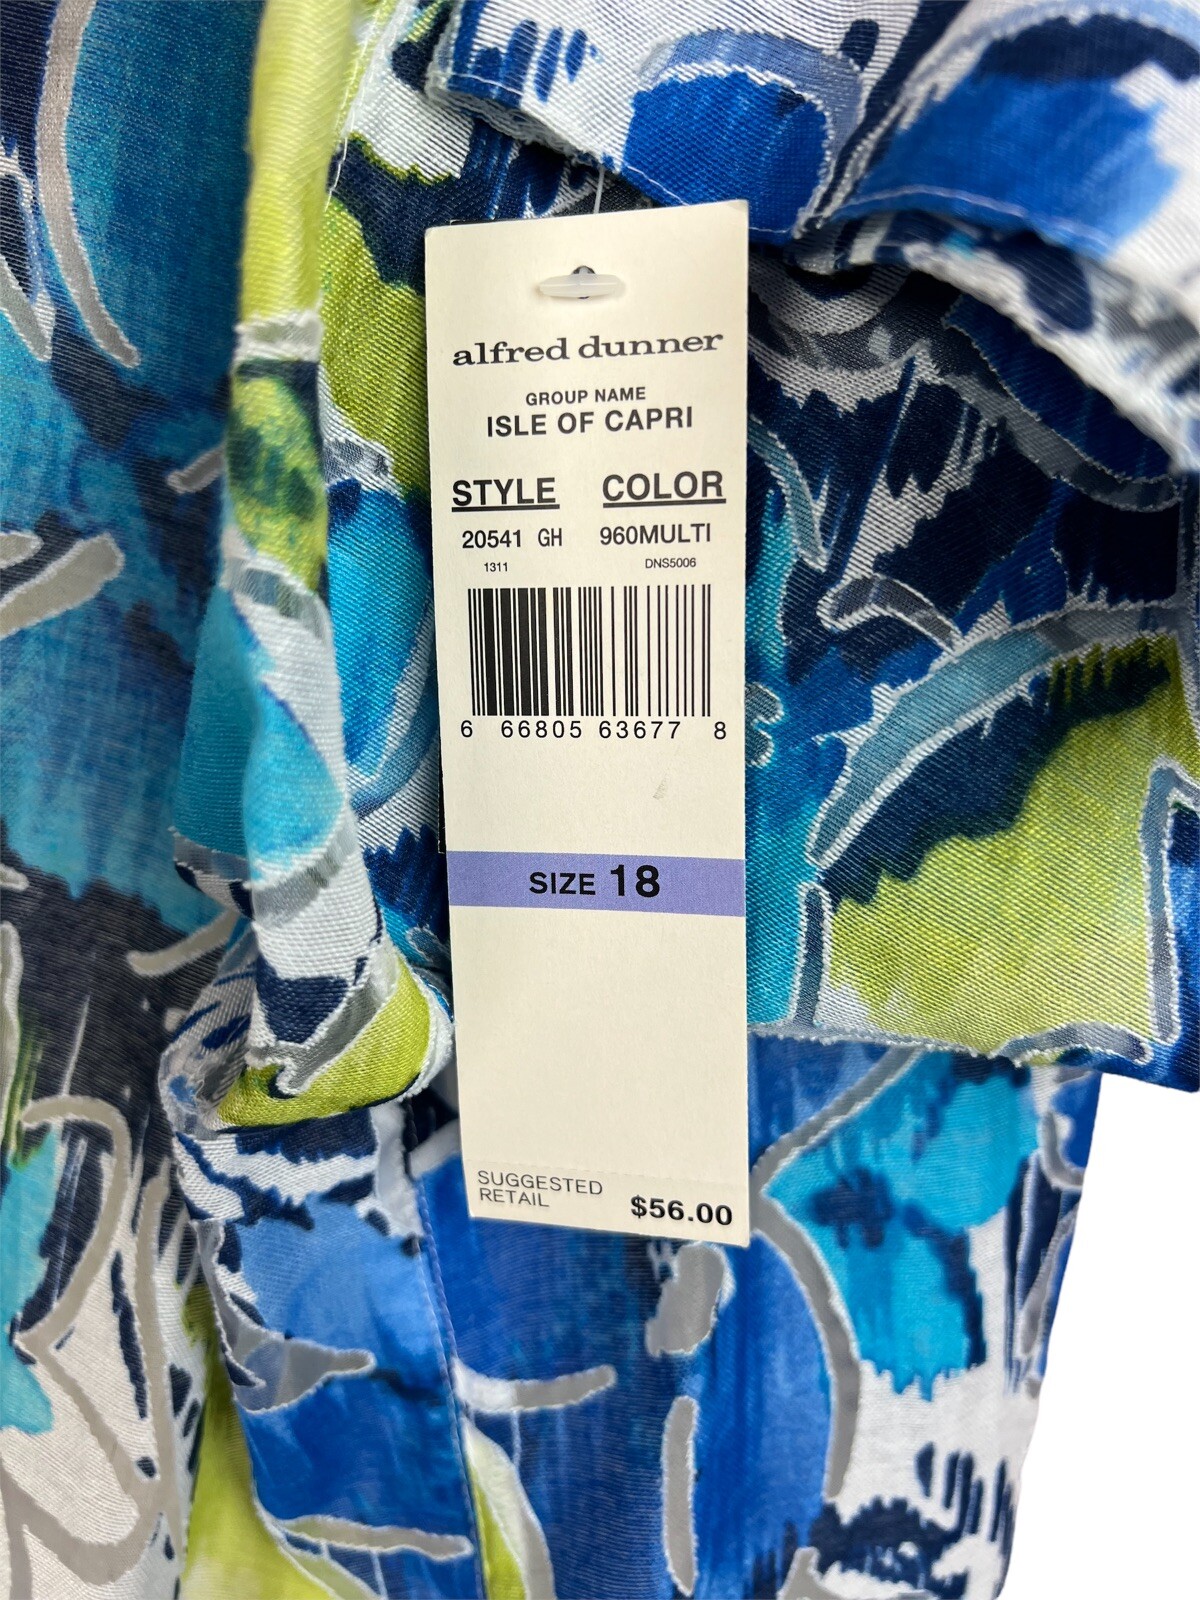 alfred dunner
GROUP NAME
ISLE OF CAPRI
STYLE COLOR
20541 GH 960MULTI
1311 DNS5006
6 66805 63677 8
SIZE 18
SUGGESTED
RETAIL $56.00